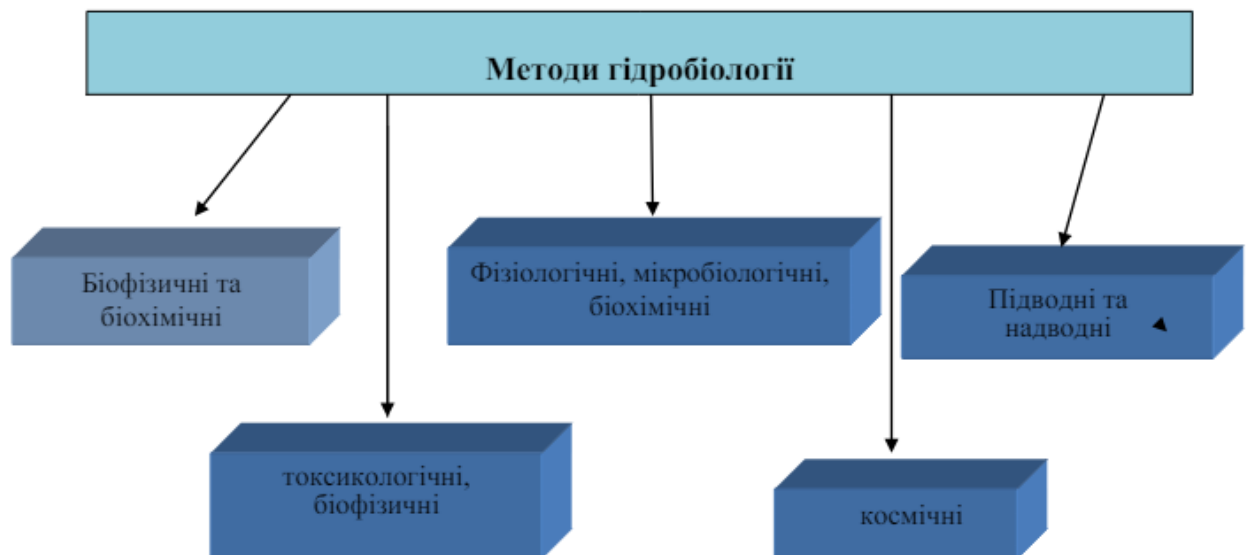 Методи гідробіології
Біофізичні та
біохімічні
Фізіологічні, мікробіологічні,
біохімічні
Підводні та
надводні
токсикологічні,
біофізичні
космічні